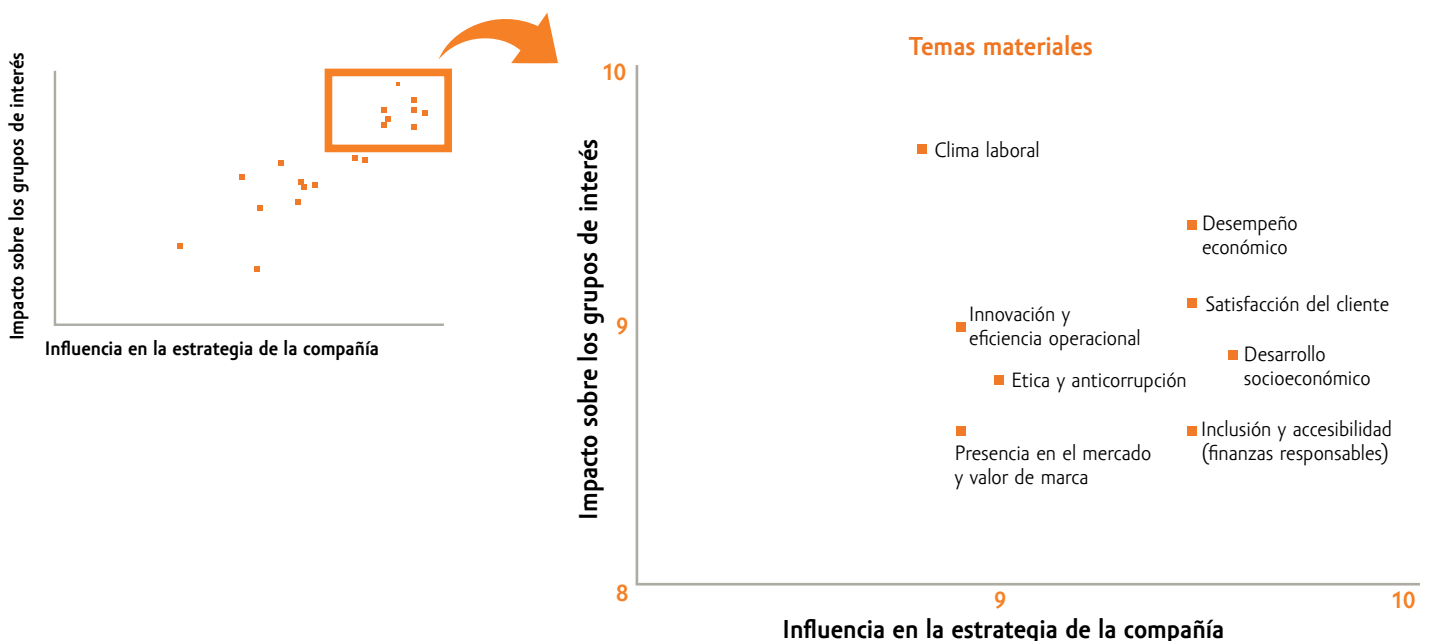 Impacto sobre los grupos de interés
Influencia en la estrategia de la compañía
Temas materiales
10
Clima laboral
Desempeño
económico
Satisfacción del cliente
Innovación y
eficiencia operacional
9
Desarrollo
socioeconómico
Etica y anticorrupción
Inclusión y accesibilidad
(finanzas responsables)
Presencia en el mercado
y valor de marca
Impacto sobre los grupos de interés
8
9
10
Influencia en la estrategia de la compañía